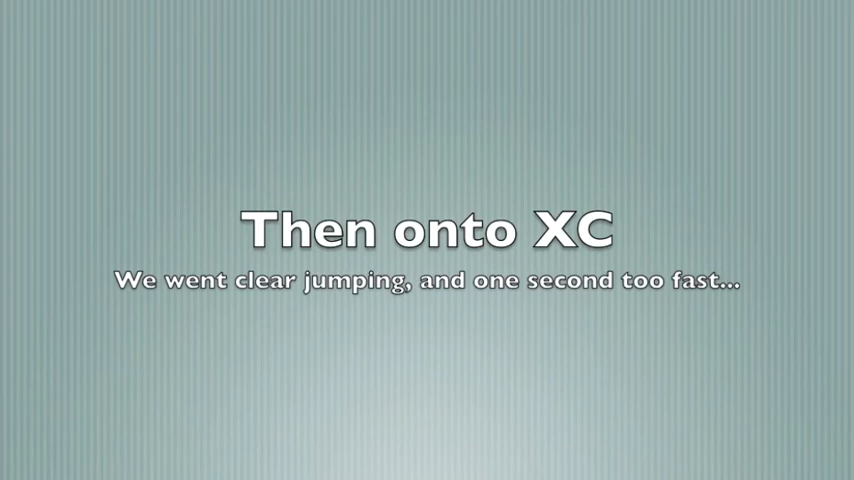 Then onto XC
We went clear jumping, and one second too fast...